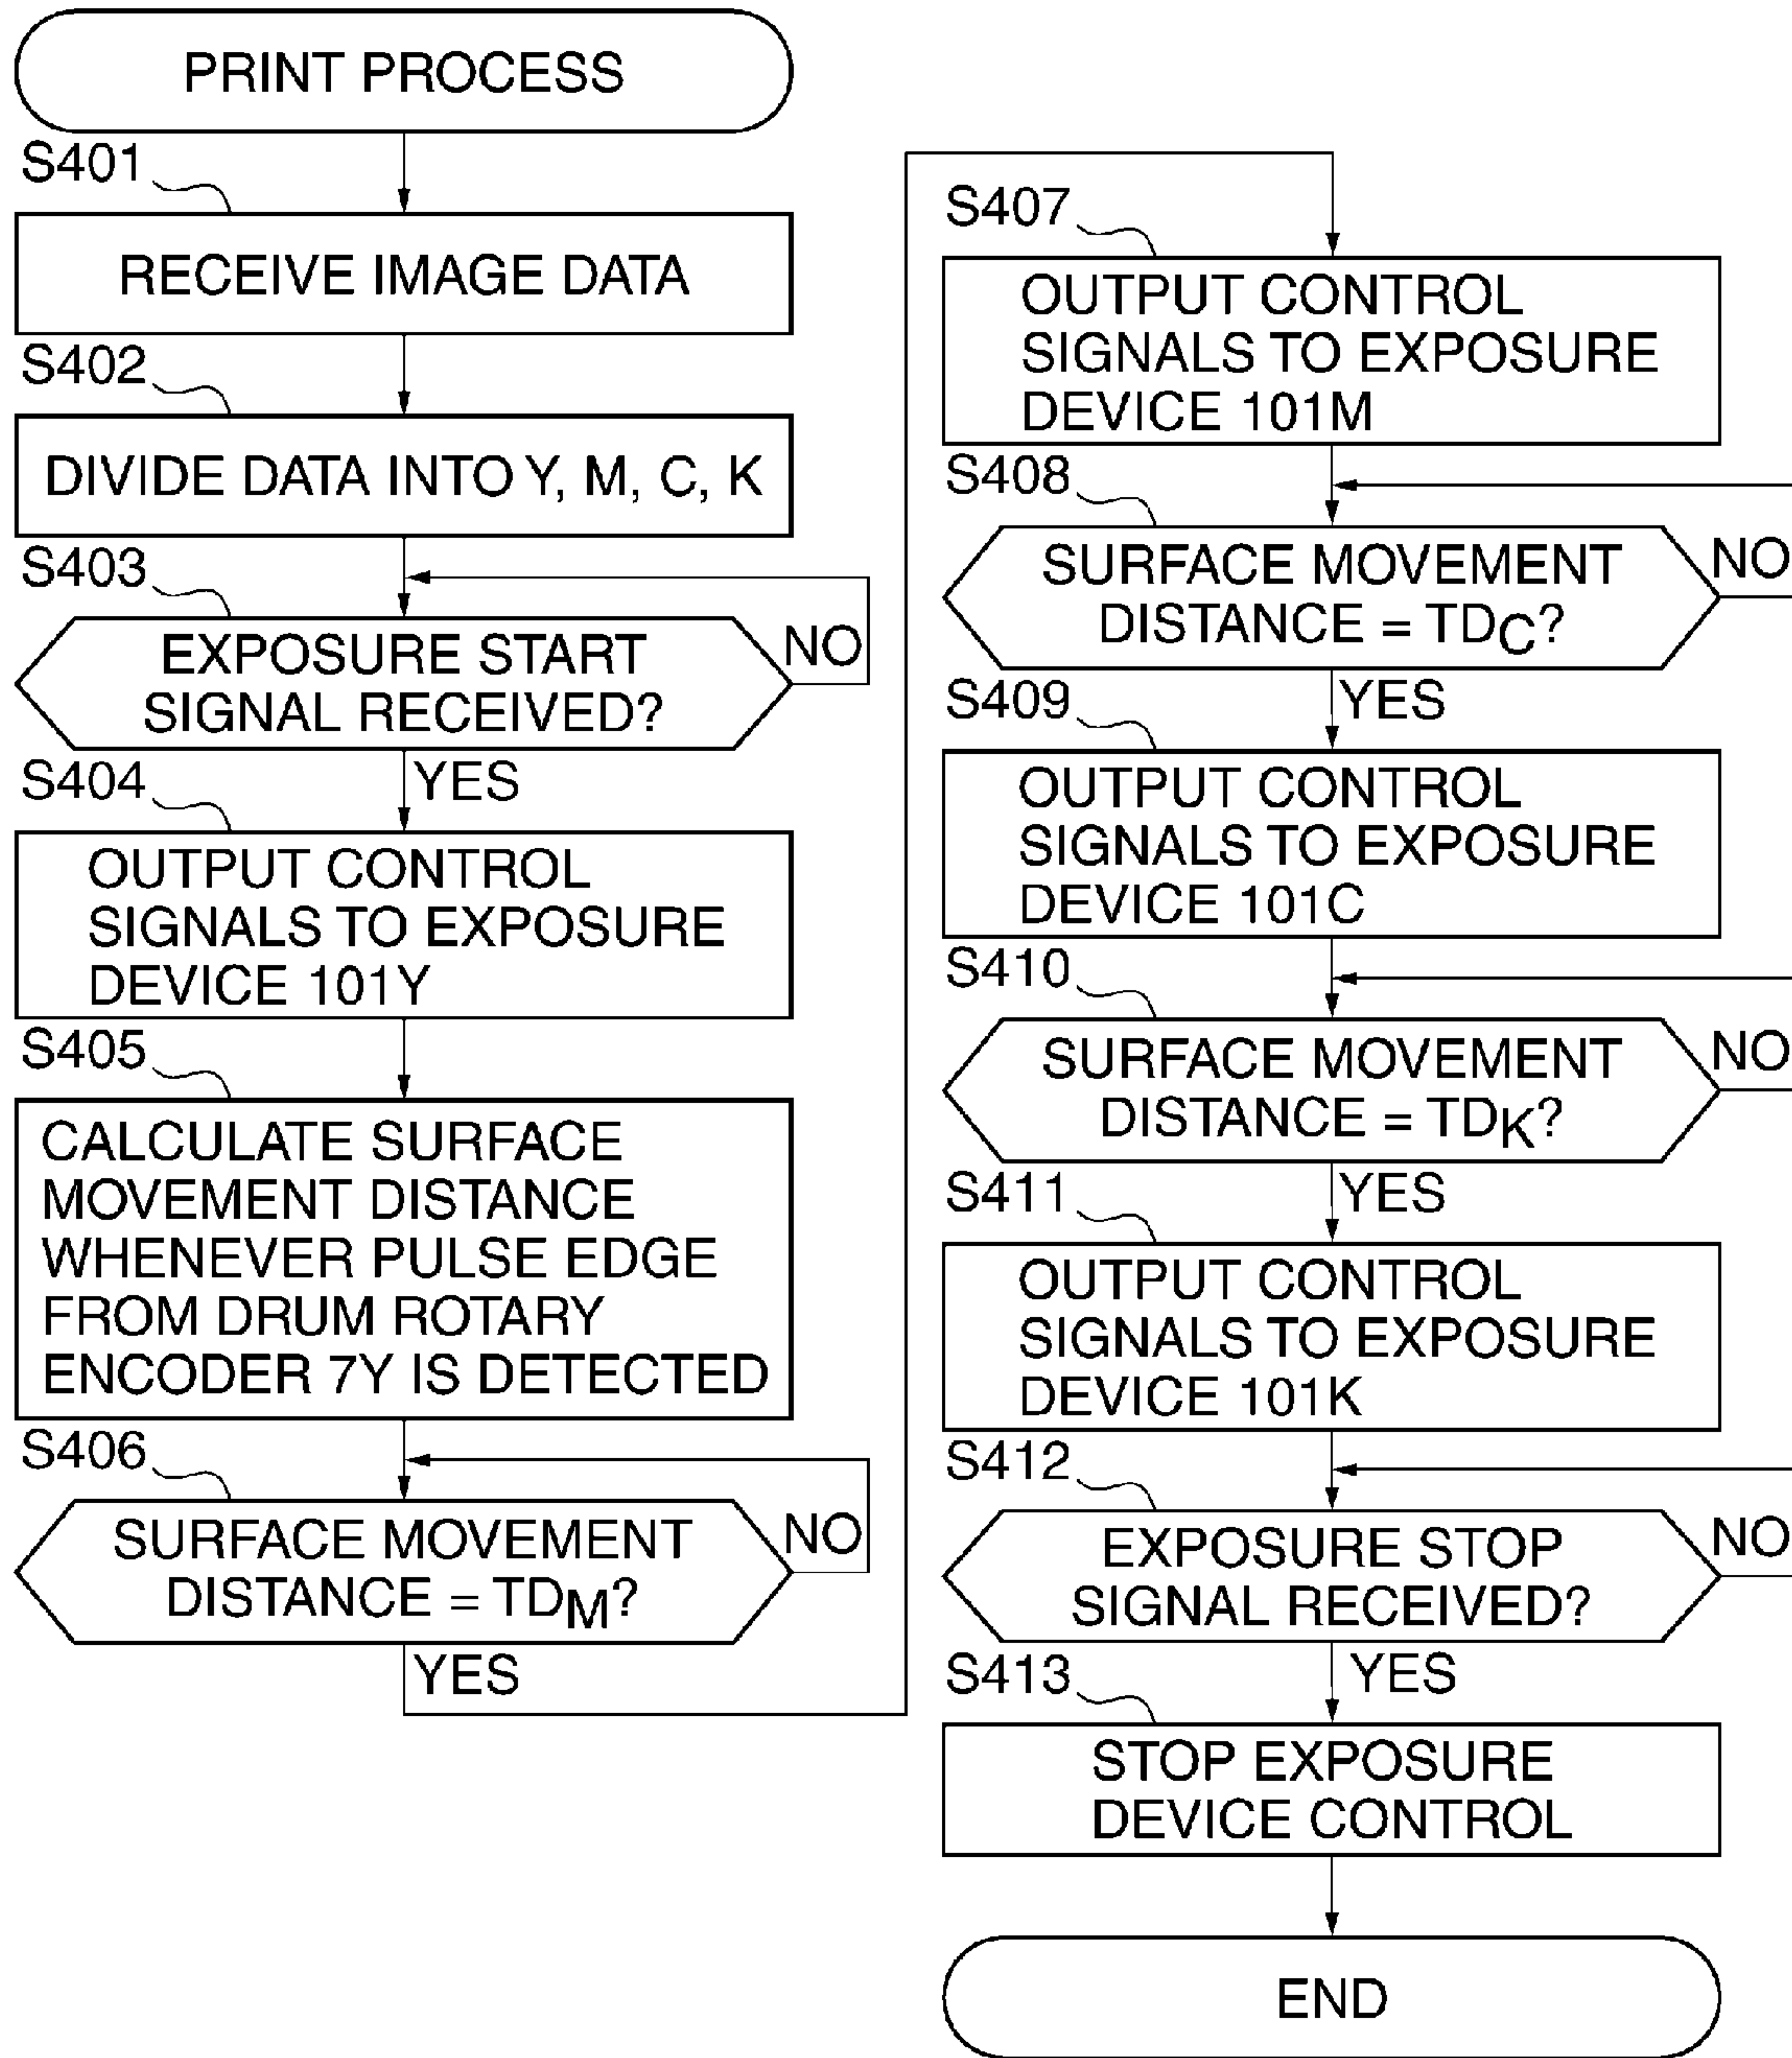 PRINT PROCESS
S401
RECEIVE IMAGE DATA
S402
DIVIDE DATA INTO Y, M, C, K
S403
EXPOSURE START
SIGNAL RECEIVED?
NO
YES
S404
OUTPUT CONTROL
SIGNALS TO EXPOSURE
DEVICE 101Y
S405
CALCULATE SURFACE
MOVEMENT DISTANCE
WHENEVER PULSE EDGE
FROM DRUM ROTARY
ENCODER 7Y IS DETECTED
S406
SURFACE MOVEMENT
DISTANCE = TDM?
NO
YES
S407
OUTPUT CONTROL
SIGNALS TO EXPOSURE
DEVICE 101M
S408
SURFACE MOVEMENT
DISTANCE = TDC?
NO
YES
S409
OUTPUT CONTROL
SIGNALS TO EXPOSURE
DEVICE 101C
S410
SURFACE MOVEMENT
DISTANCE = TDK?
NO
YES
S411
OUTPUT CONTROL
SIGNALS TO EXPOSURE
DEVICE 101K
S412
EXPOSURE STOP
SIGNAL RECEIVED?
NO
YES
S413
STOP EXPOSURE
DEVICE CONTROL
END